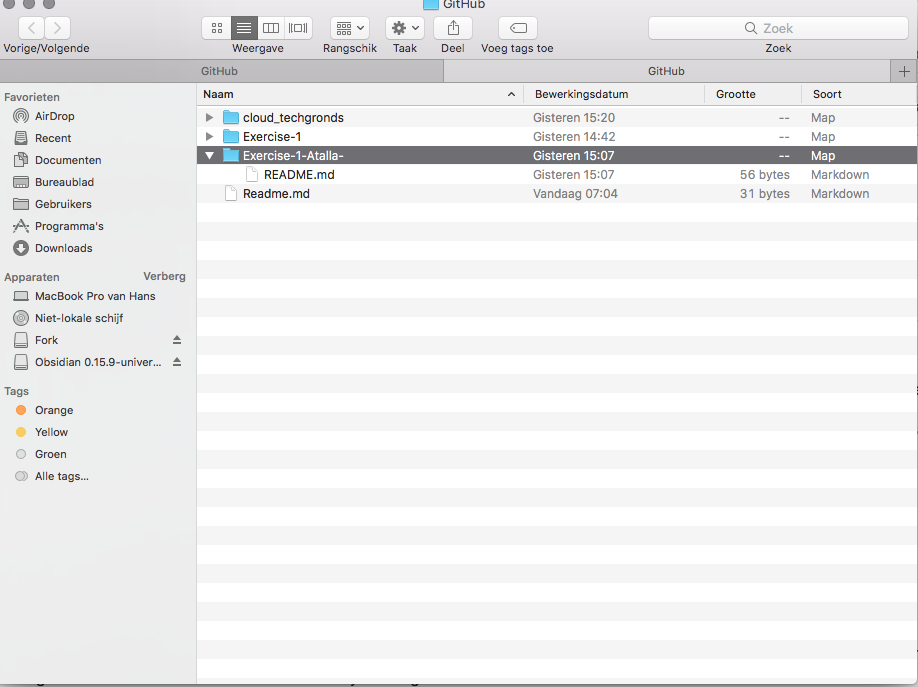 GitHub
Zoek
Vorige/Volgende Weergave Rangschik Taak Deel Voeg tags toe Zoek
GitHub GitHub
Favorieten
AirDrop
Recent
Documenten
Bureaublad
Gebruikers
Programma's
Downloads
Apparaten Verberg
MacBook Pro van Hans
Niet-lokale schijf
Fork
Obsidian 0.15.9-univer...
Tags
Orange
Yellow
Groen
Alle tags...
Naam Bewerkingsdatum Grootte Soort
cloud_techgronds Gisteren 15:20 -- Map
Exercise-1 Gisteren 14:42 -- Map
Exercise-1-Atalla- Gisteren 15:07 -- Map
README.md Gisteren 15:07 56 bytes Markdown
Readme.md Vandaag 07:04 31 bytes Markdown